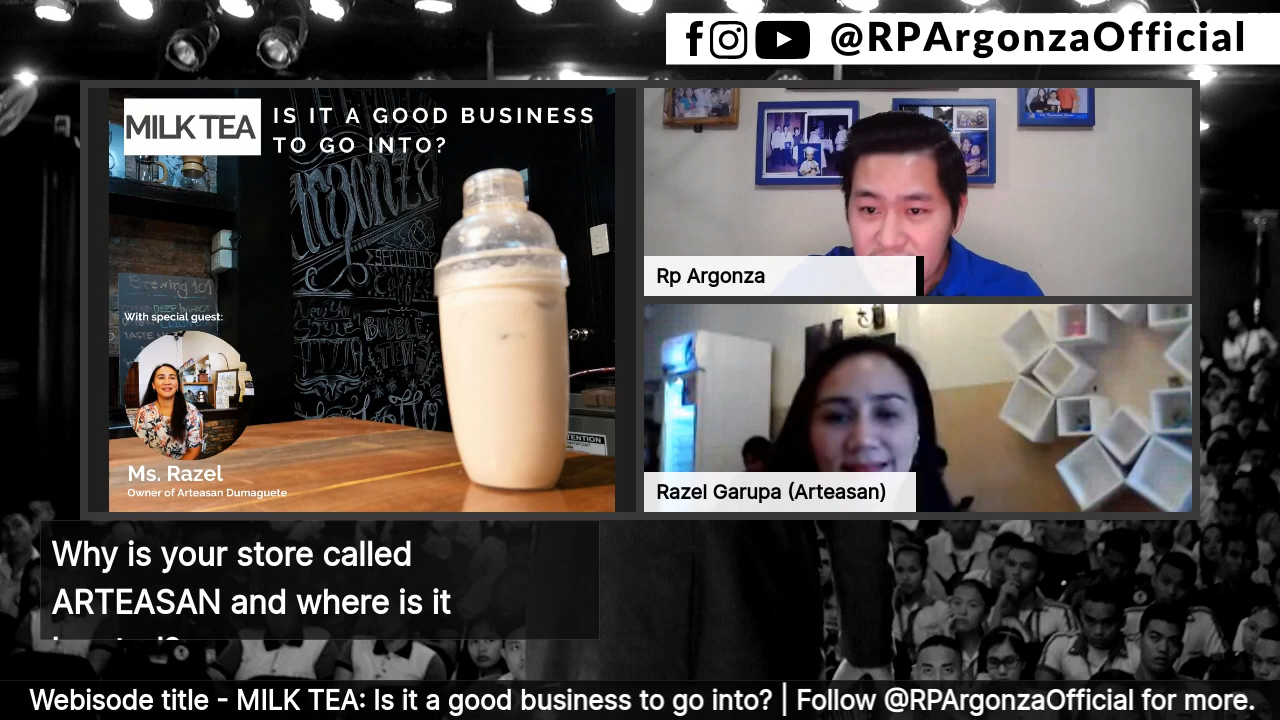 @RPArgonzaOfficial
MILK TEA
IS IT A GOOD BUSINESS
TO GO INTO?
Brewing 101
With special guest:
Ms. Razel
Owner of Arteasan Dumaguete
Rp Argonza
Razel Garupa (Arteasan)
Why is your store called
ARTEASAN and where is it
Webisode title - MILK TEA: Is it a good business to go into? | Follow @RPArgonzaOfficial for more.